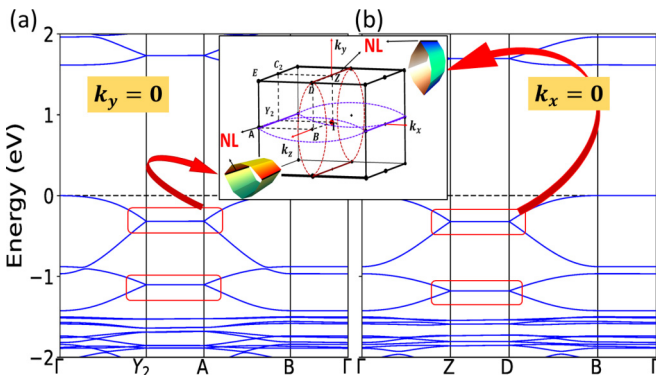 (a)
(b)
Energy (eV)
2
1
0
−1
−2
k_y = 0
k_x = 0
NL
NL
k_y
k_x
k_z
E
C_2
D
Z
Y_2
A
B
Γ
Γ Y_2 A B Γ
Γ Z D B Γ